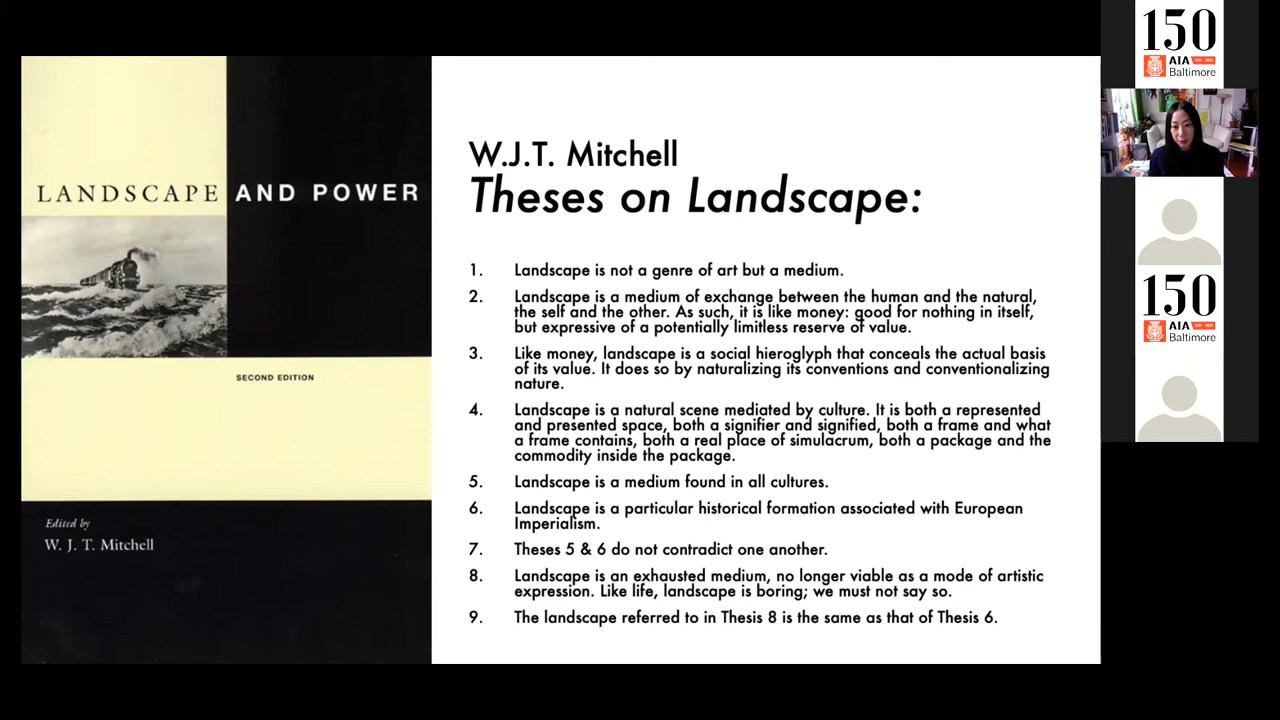 LANDSCAPE AND POWER
SECOND EDITION
Edited by
W. J. T. Mitchell
W.J.T. Mitchell
Theses on Landscape:
1. Landscape is not a genre of art but a medium.
2. Landscape is a medium of exchange between the human and the natural,
the self and the other. As such, it is like money: good for nothing in itself,
but expressive of a potentially limitless reserve of value.
3. Like money, landscape is a social hieroglyph that conceals the actual basis
of its value. It does so by naturalizing its conventions and conventionalizing
nature.
4. Landscape is a natural scene mediated by culture. It is both a represented
and presented space, both a signifier and signified, both a frame and what
a frame contains, both a real place of simulacrum, both a package and the
commodity inside the package.
5. Landscape is a medium found in all cultures.
6. Landscape is a particular historical formation associated with European
Imperialism.
7. Theses 5 & 6 do not contradict one another.
8. Landscape is an exhausted medium, no longer viable as a mode of artistic
expression. Like life, landscape is boring; we must not say so.
9. The landscape referred to in Thesis 8 is the same as that of Thesis 6.
150
AIA
Baltimore
150
AIA
Baltimore